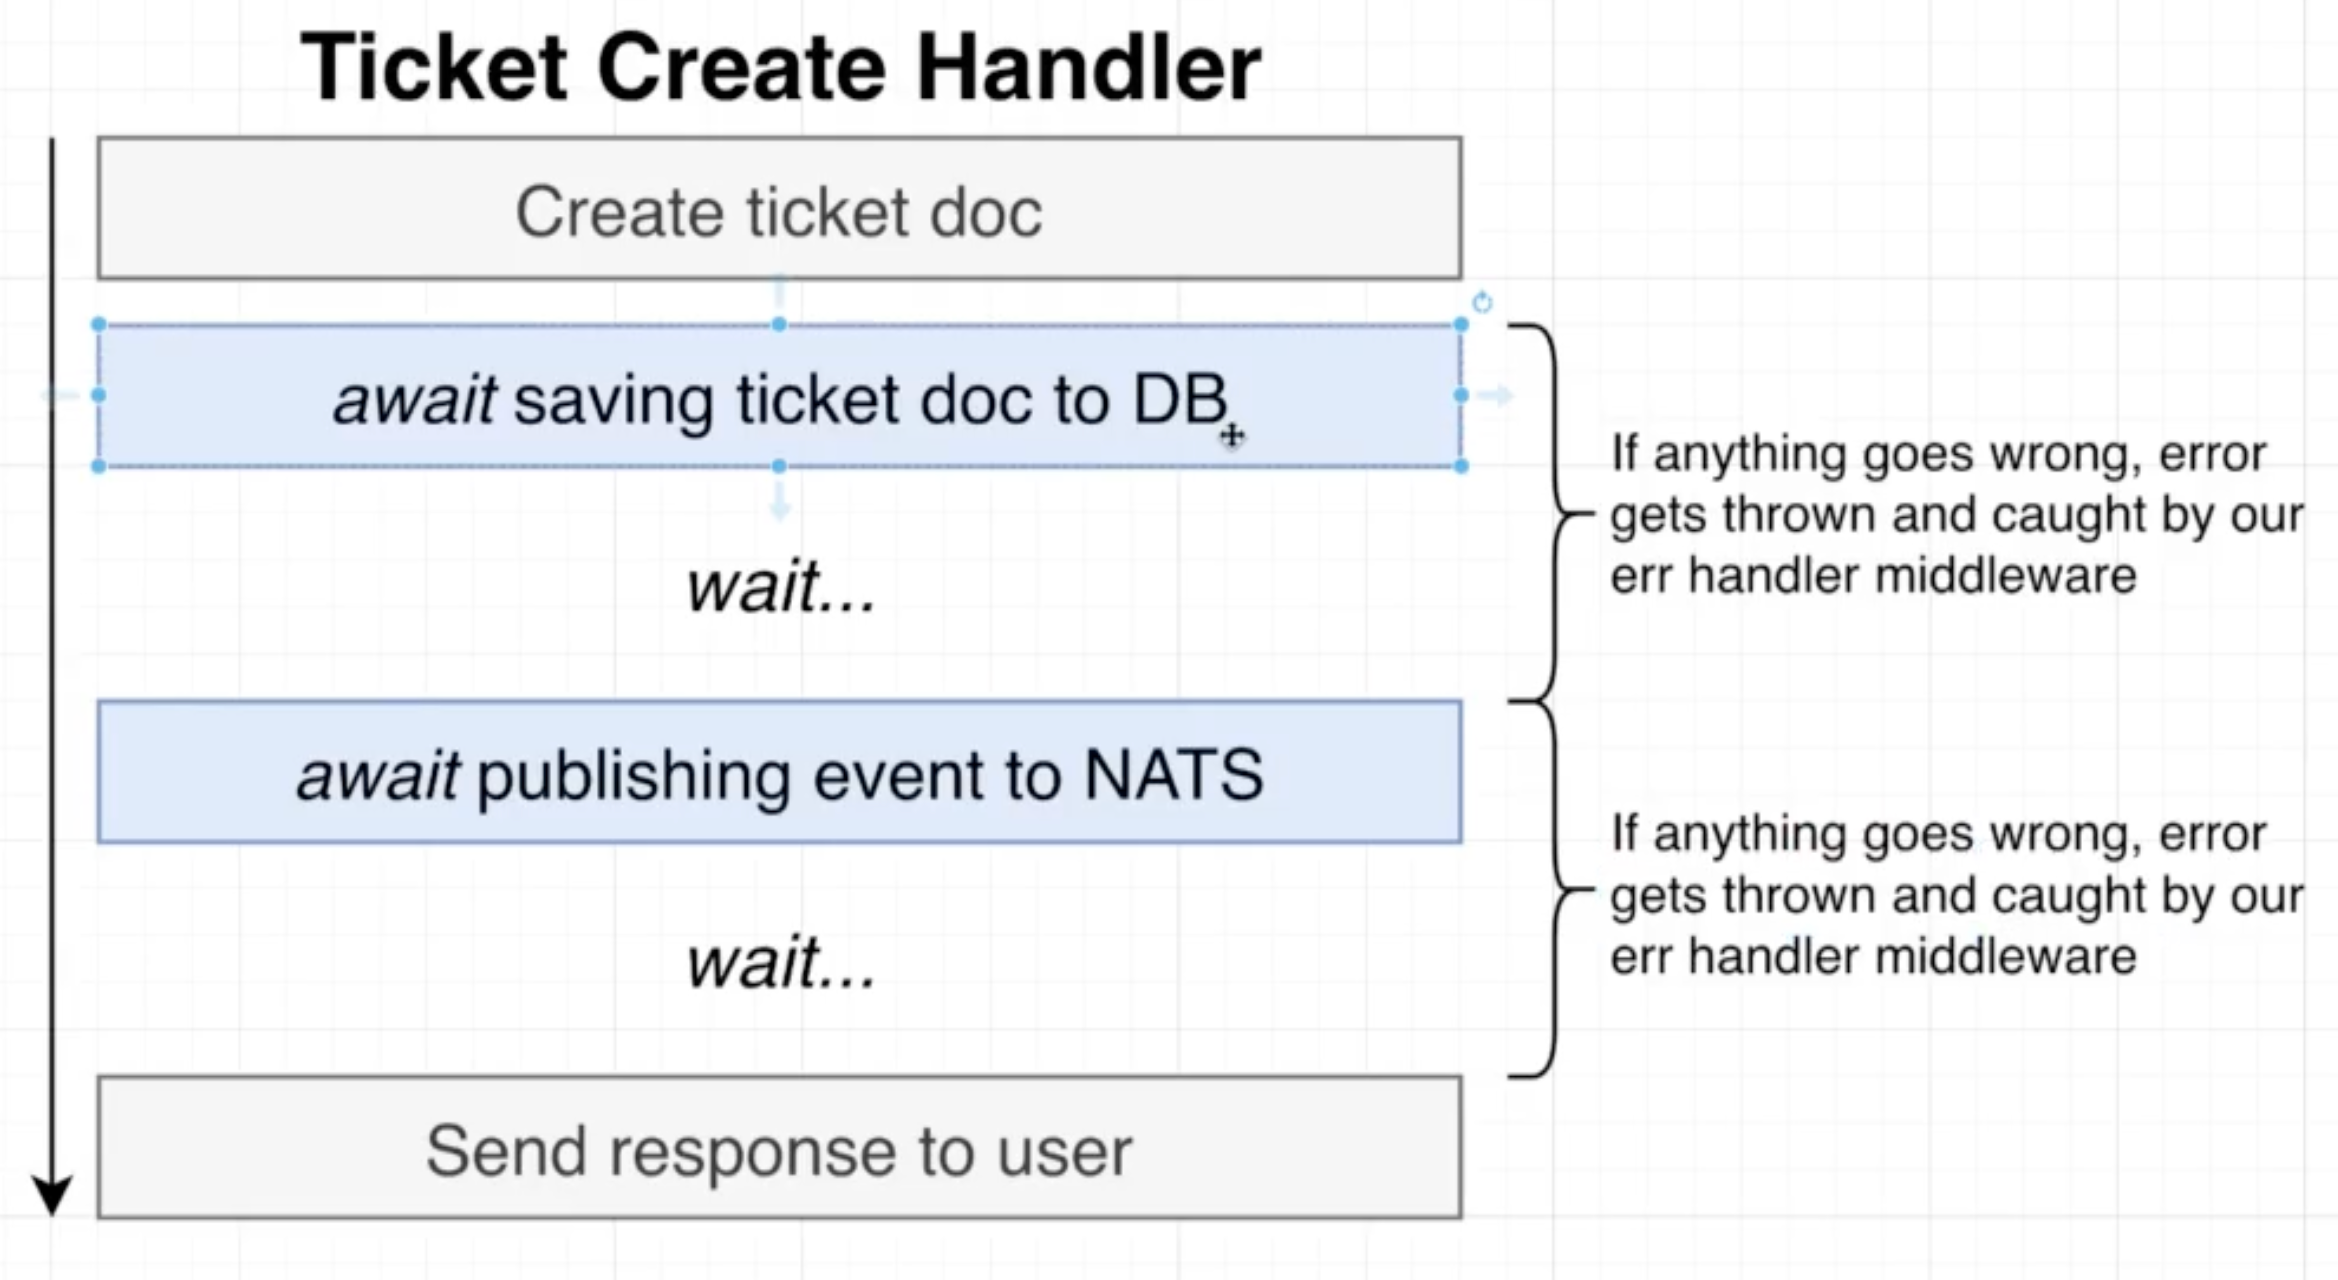 Ticket Create Handler
Create ticket doc
await saving ticket doc to DB
wait...
If anything goes wrong, error
gets thrown and caught by our
err handler middleware
await publishing event to NATS
wait...
If anything goes wrong, error
gets thrown and caught by our
err handler middleware
Send response to user